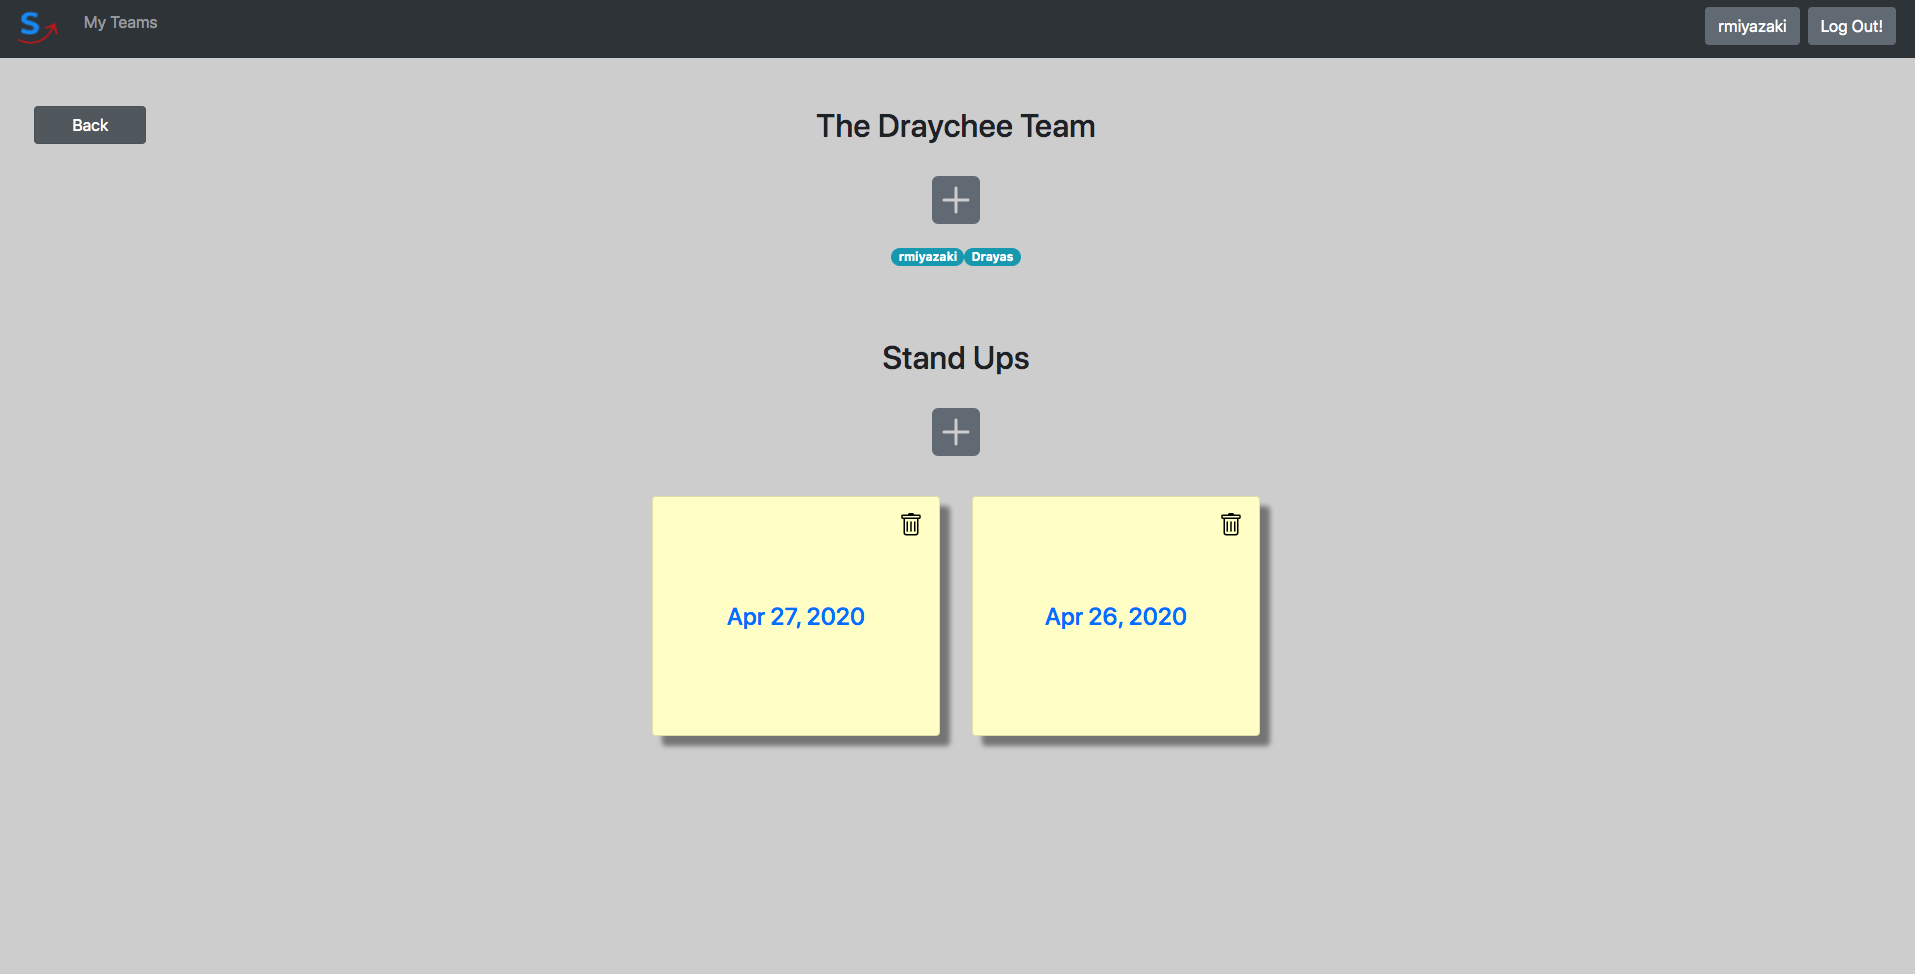 S My Teams rmiyazaki Log Out!
Back The Draychee Team
rmiyazaki Drayas
Stand Ups
Apr 27, 2020 Apr 26, 2020